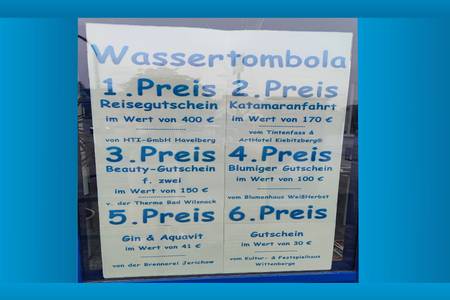 Wassertombola
1. Preis
Reisegutschein
im Wert von 400 €
von HTI-GmbH Havelberg
2. Preis
Katamaranfahrt
im Wert von 170 €
vom Tintenfass &
ArtHotel Kiebitzberg®
3. Preis
Beauty-Gutschein
f. zwei
im Wert von 150 €
v. der Therme Bad Wilsnack
4. Preis
Blumiger Gutschein
im Wert von 100 €
vom Blumenhaus WeißHerbst
5. Preis
Gin & Aquavit
im Wert von 41 €
von der Brennerei Jerichow
6. Preis
Gutschein
im Wert von 30 €
vom Kultur- & Festspielhaus
Wittenberge